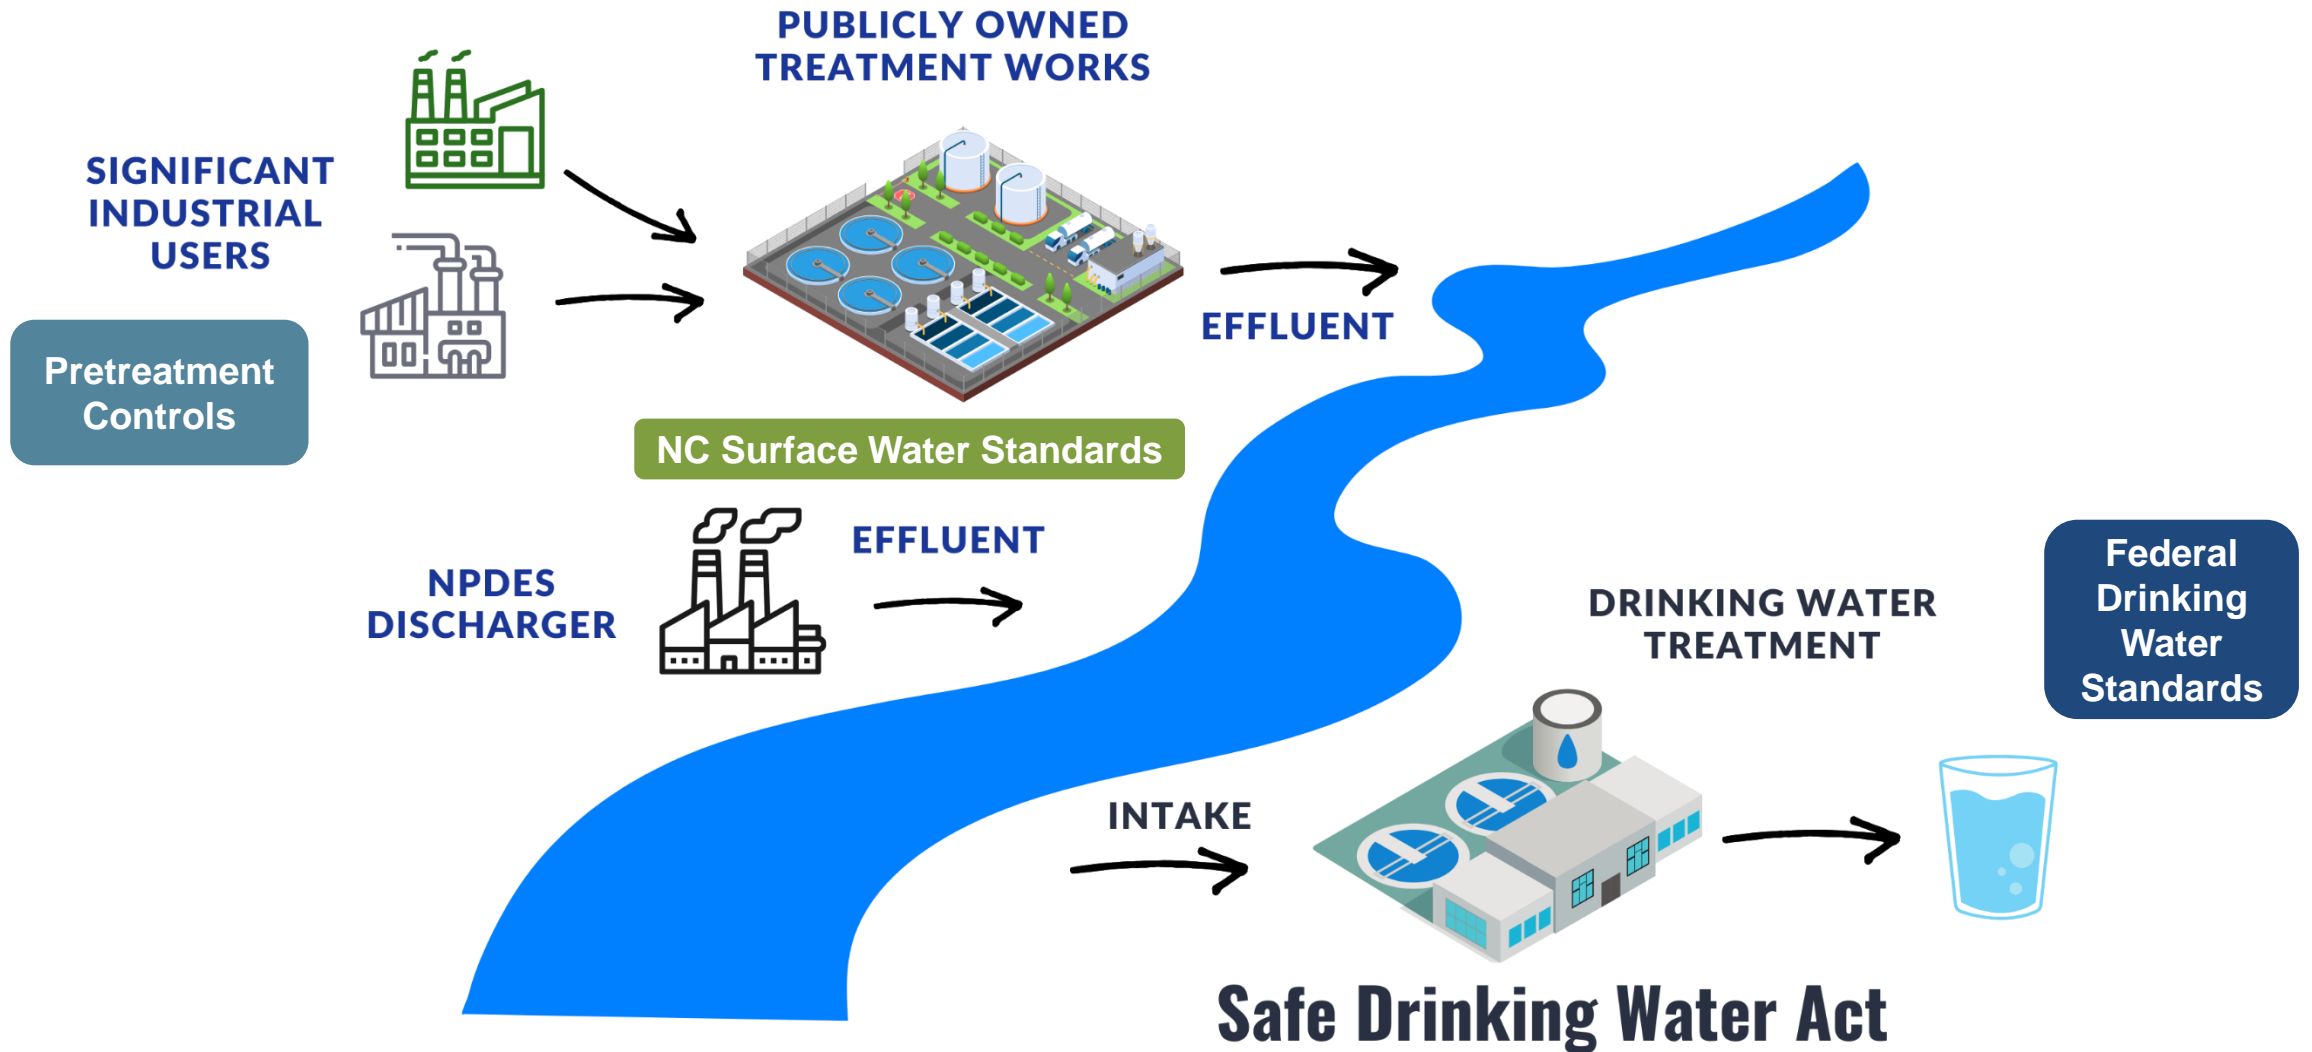 PUBLICLY OWNED
TREATMENT WORKS
SIGNIFICANT
INDUSTRIAL
USERS
Pretreatment
Controls
EFFLUENT
NC Surface Water Standards
EFFLUENT
NPDES
DISCHARGER
Federal
Drinking
Water
Standards
DRINKING WATER
TREATMENT
INTAKE
Safe Drinking Water Act